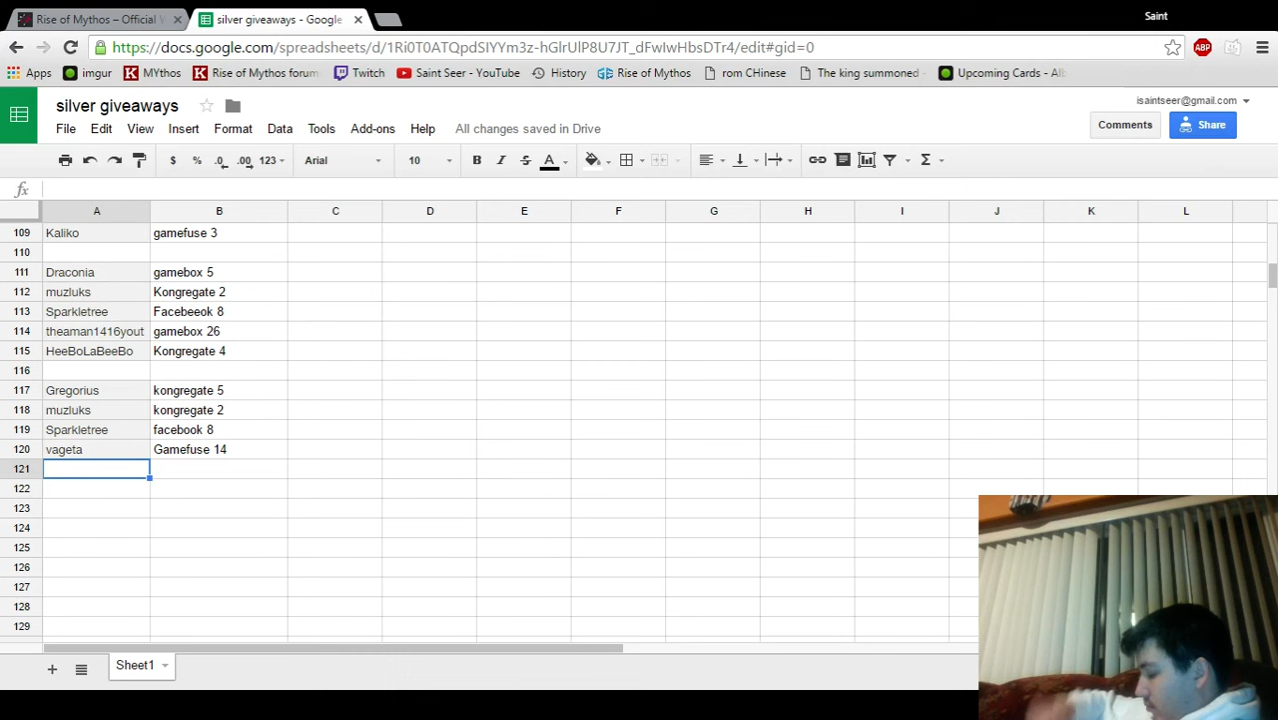 Rise of Mythos – Official W
silver giveaways - Google
Saint
https://docs.google.com/spreadsheets/d/1Ri0T0ATQpdSIYYm3z-hGlrUlP8U7JT_dFwIwHbsDTr4/edit#gid=0
ABP
Apps imgur MYthos Rise of Mythos forum Twitch Saint Seer - YouTube History Rise of Mythos rom CHinese The king summoned Upcoming Cards - Alb
silver giveaways
isaintseer@gmail.com
File Edit View Insert Format Data Tools Add-ons Help All changes saved in Drive
Comments Share
$ % .0 .00 123 Arial 10 B I S A Σ
fx
A B C D E F G H I J K L
109 Kaliko gamefuse 3
110
111 Draconia gamebox 5
112 muzluks Kongregate 2
113 Sparkletree Facebeeok 8
114 theaman1416yout gamebox 26
115 HeeBoLaBeeBo Kongregate 4
116
117 Gregorius kongregate 5
118 muzluks kongregate 2
119 Sparkletree facebook 8
120 vageta Gamefuse 14
121
122
123
124
125
126
127
128
129
+ Sheet1